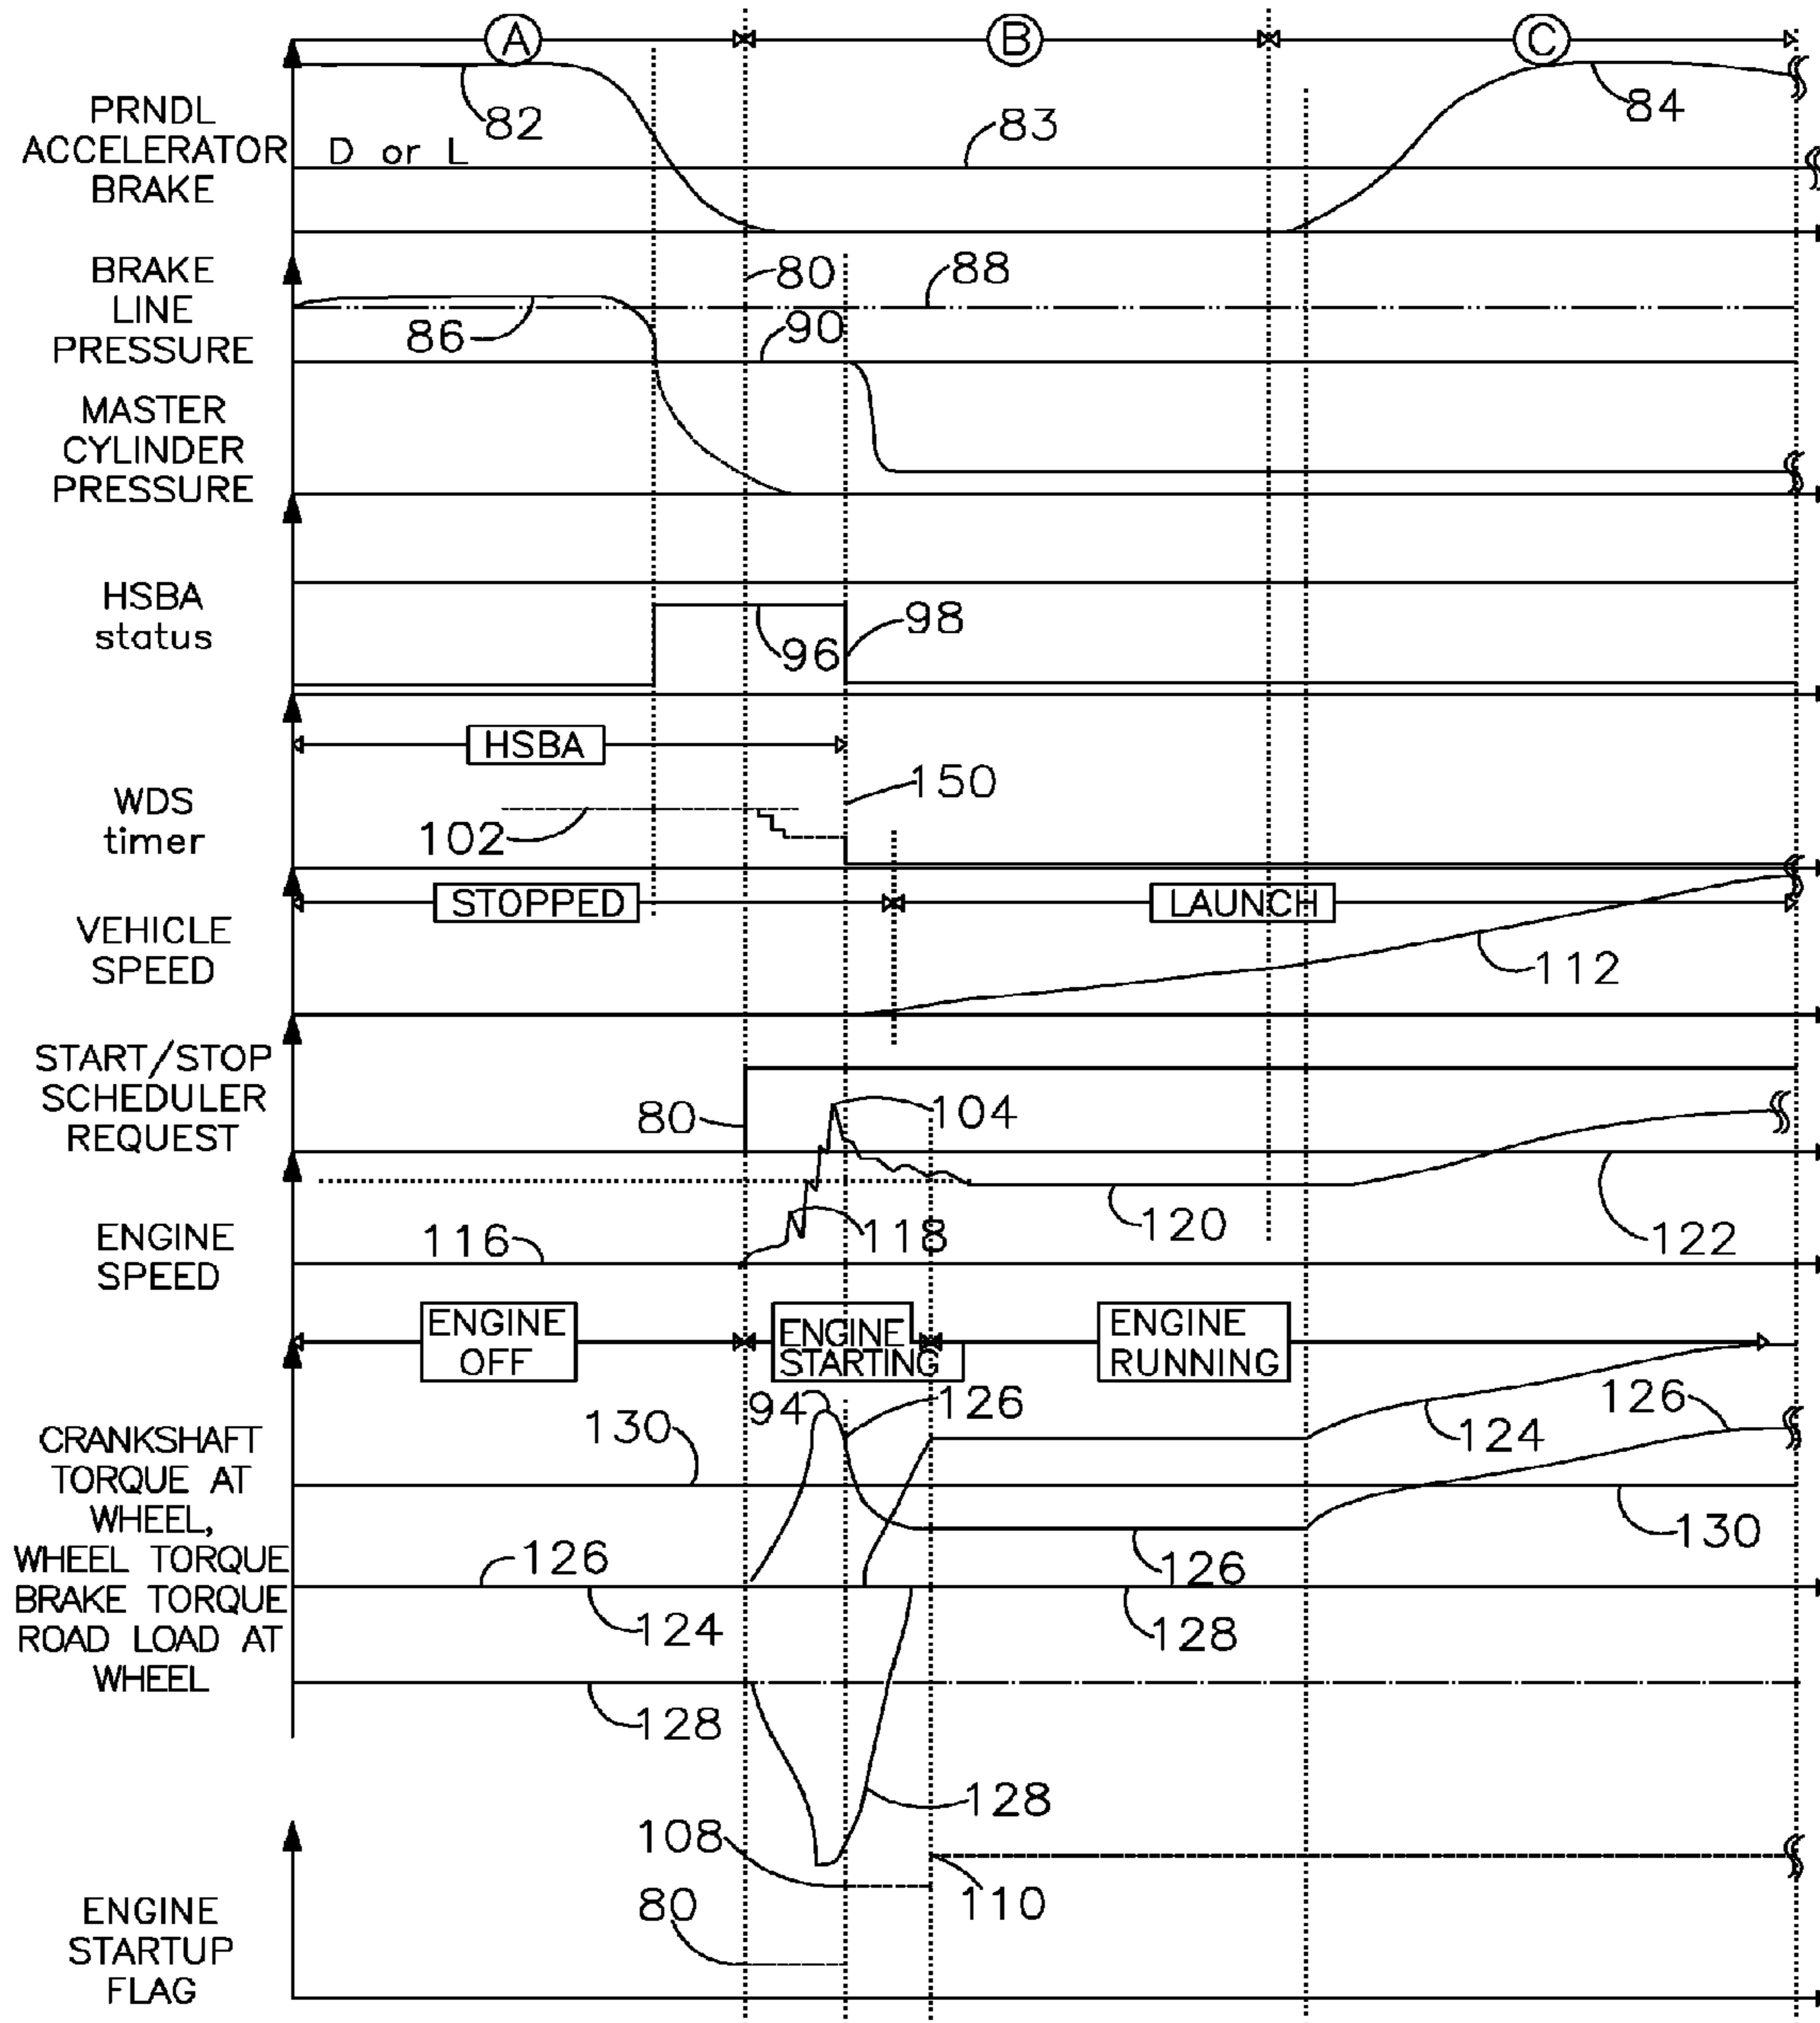 A
B
C
PRNDL
ACCELERATOR
BRAKE
82
D or L
83
84
BRAKE
LINE
PRESSURE
80
88
86
90
MASTER
CYLINDER
PRESSURE
HSBA
status
96
98
HSBA
WDS
timer
102
150
STOPPED
LAUNCH
VEHICLE
SPEED
112
START/STOP
SCHEDULER
REQUEST
80
104
ENGINE
SPEED
116
118
120
122
ENGINE
OFF
ENGINE
STARTING
ENGINE
RUNNING
94
126
130
124
126
CRANKSHAFT
TORQUE AT
WHEEL,
WHEEL TORQUE
BRAKE TORQUE
ROAD LOAD AT
WHEEL
126
124
126
128
130
128
128
108
110
80
ENGINE
STARTUP
FLAG